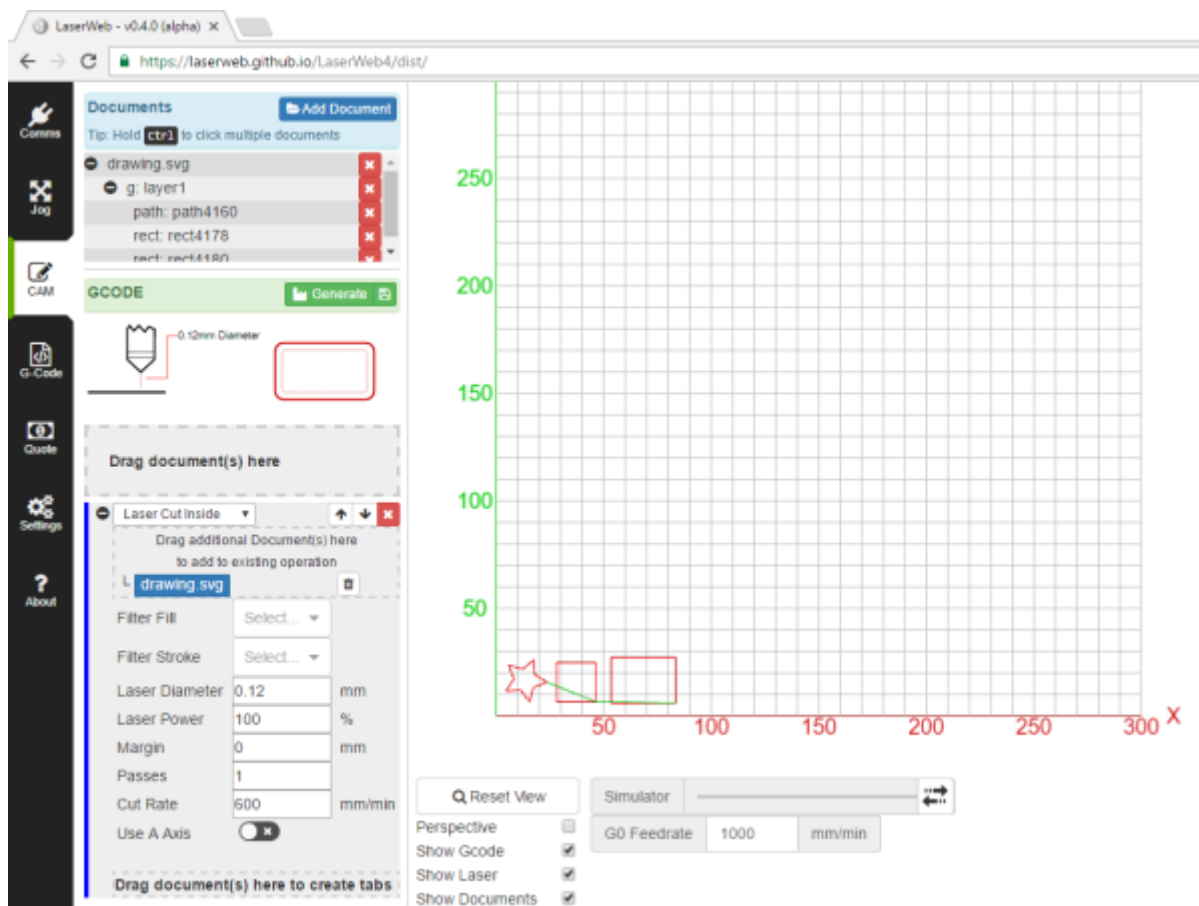 LaserWeb - v0.4.0 (alpha) ×
https://laserweb.github.io/LaserWeb4/dist/
Comms
Jog
CAM
G-Code
Quote
Settings
? About
Documents
Add Document
Tip: Hold ctrl to click multiple documents
drawing.svg
g: layer1
path: path4160
rect: rect4178
rect: rect4180
GCODE
Generate
0.12mm Diameter
Drag document(s) here
Laser Cut Inside
Drag additional Document(s) here
to add to existing operation
drawing.svg
Filter Fill Select...
Filter Stroke Select...
Laser Diameter 0.12 mm
Laser Power 100 %
Margin 0 mm
Passes 1
Cut Rate 600 mm/min
Use A Axis
Drag document(s) here to create tabs
250
200
150
100
50
50 100 150 200 250 300 X
Reset View
Perspective
Show Gcode
Show Laser
Show Documents
Simulator
G0 Feedrate 1000 mm/min